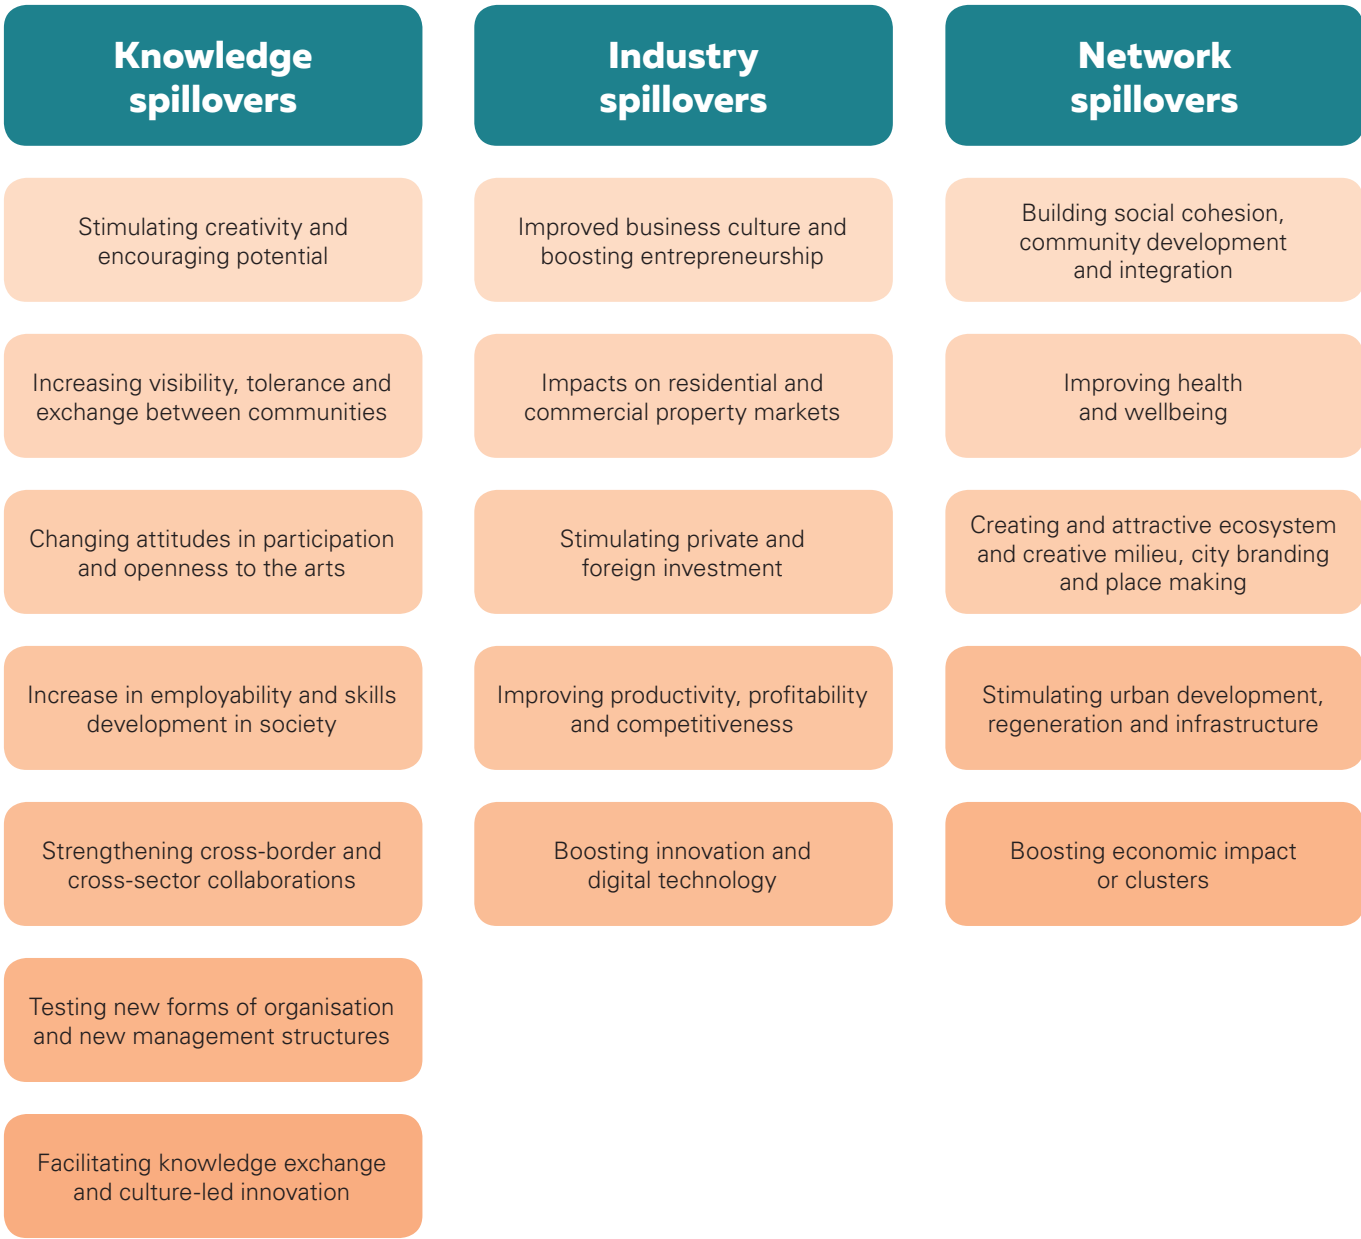 Knowledge
spillovers
Stimulating creativity and
encouraging potential
Increasing visibility, tolerance and
exchange between communities
Changing attitudes in participation
and openness to the arts
Increase in employability and skills
development in society
Strengthening cross-border and
cross-sector collaborations
Testing new forms of organisation
and new management structures
Facilitating knowledge exchange
and culture-led innovation
Industry
spillovers
Improved business culture and
boosting entrepreneurship
Impacts on residential and
commercial property markets
Stimulating private and
foreign investment
Improving productivity, profitability
and competitiveness
Boosting innovation and
digital technology
Network
spillovers
Building social cohesion,
community development
and integration
Improving health
and wellbeing
Creating and attractive ecosystem
and creative milieu, city branding
and place making
Stimulating urban development,
regeneration and infrastructure
Boosting economic impact
or clusters